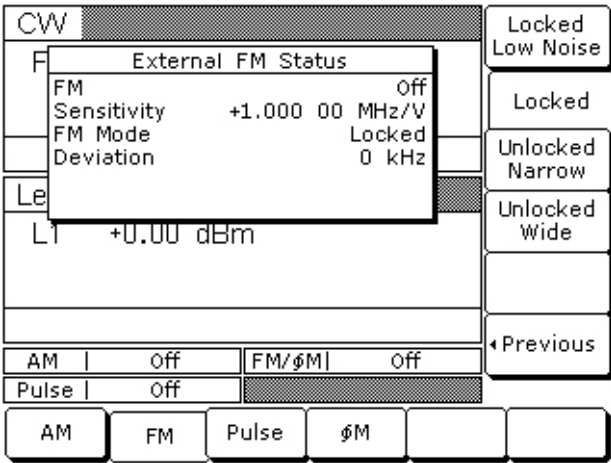 CW
F
External FM Status
FM Off
Sensitivity +1.000 00 MHz/V
FM Mode Locked
Deviation 0 kHz
Le
L1 +0.00 dBm
AM Off
FM/ϕM Off
Pulse Off
Locked
Low Noise
Locked
Unlocked
Narrow
Unlocked
Wide
Previous
AM
FM
Pulse
ϕM